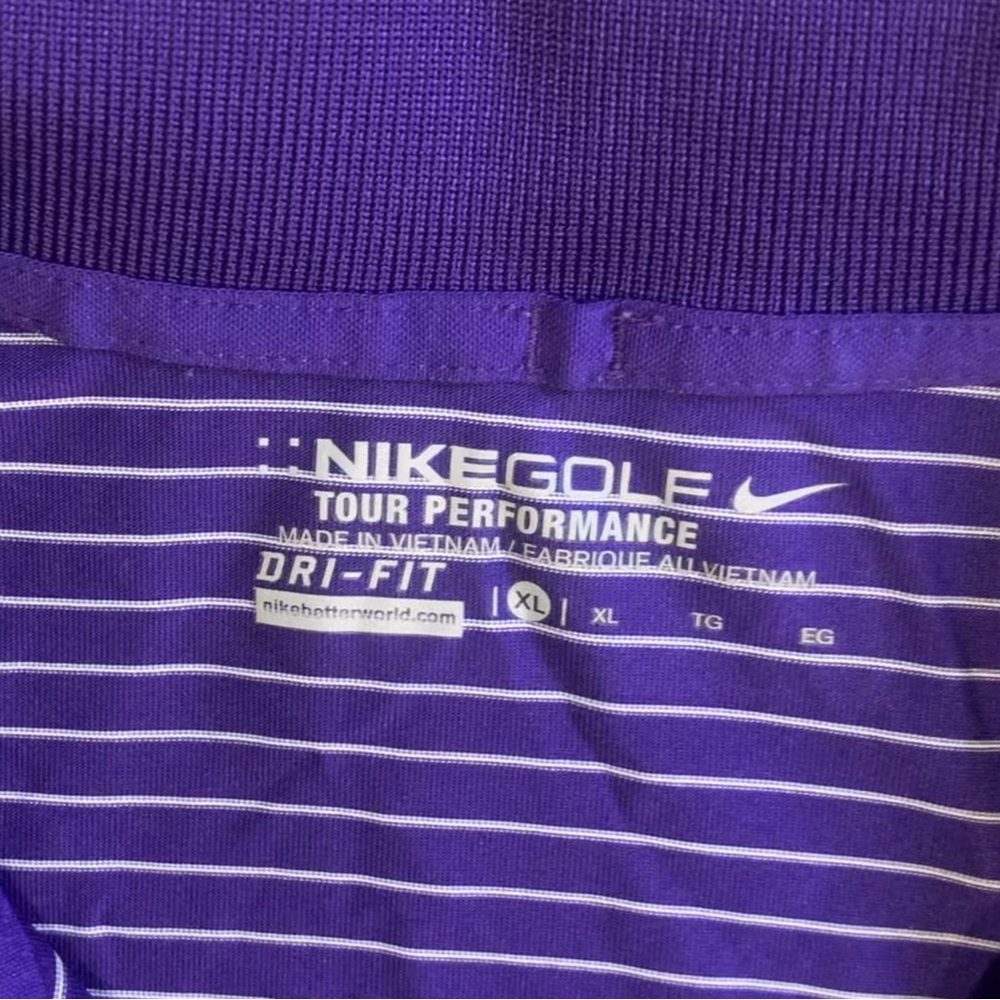 NIKEGOLF
TOUR PERFORMANCE
MADE IN VIETNAM / FABRIQUE AU VIETNAM
DRI-FIT
nikebetterworld.com
| XL | XL TG EG